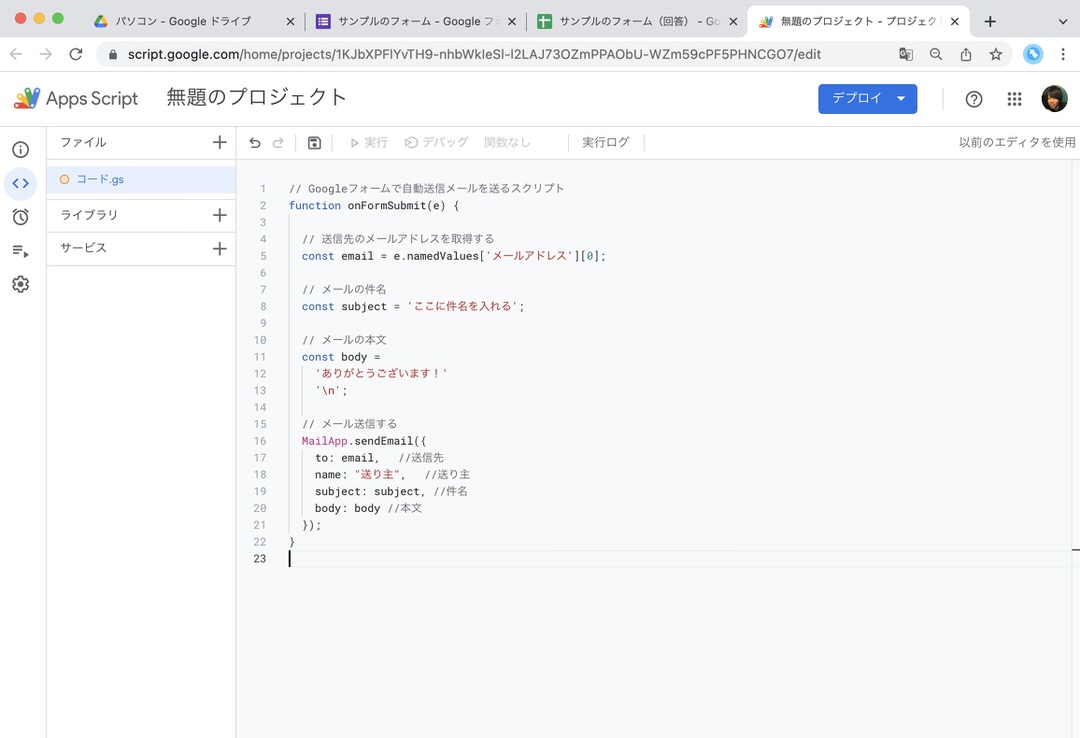 パソコン - Google ドライブ
サンプルのフォーム - Google フォ
サンプルのフォーム（回答） - Go
無題のプロジェクト - プロジェク
script.google.com/home/projects/1KJbXPFlYvTH9-nhbWkIeSI-I2LAJ73OZmPPAObU-WZm59cPF5PHNCGO7/edit
Apps Script
無題のプロジェクト
デプロイ
ファイル
実行
デバッグ
関数なし
実行ログ
以前のエディタを使用
コード.gs
ライブラリ
サービス
1 // Googleフォームで自動送信メールを送るスクリプト
2 function onFormSubmit(e) {
3
4 // 送信先のメールアドレスを取得する
5 const email = e.namedValues['メールアドレス'][0];
6
7 // メールの件名
8 const subject = 'ここに件名を入れる';
9
10 // メールの本文
11 const body =
12 'ありがとうございます！'
13 '\n';
14
15 // メール送信する
16 MailApp.sendEmail({
17 to: email, //送信先
18 name: "送り主", //送り主
19 subject: subject, //件名
20 body: body //本文
21 });
22 }
23